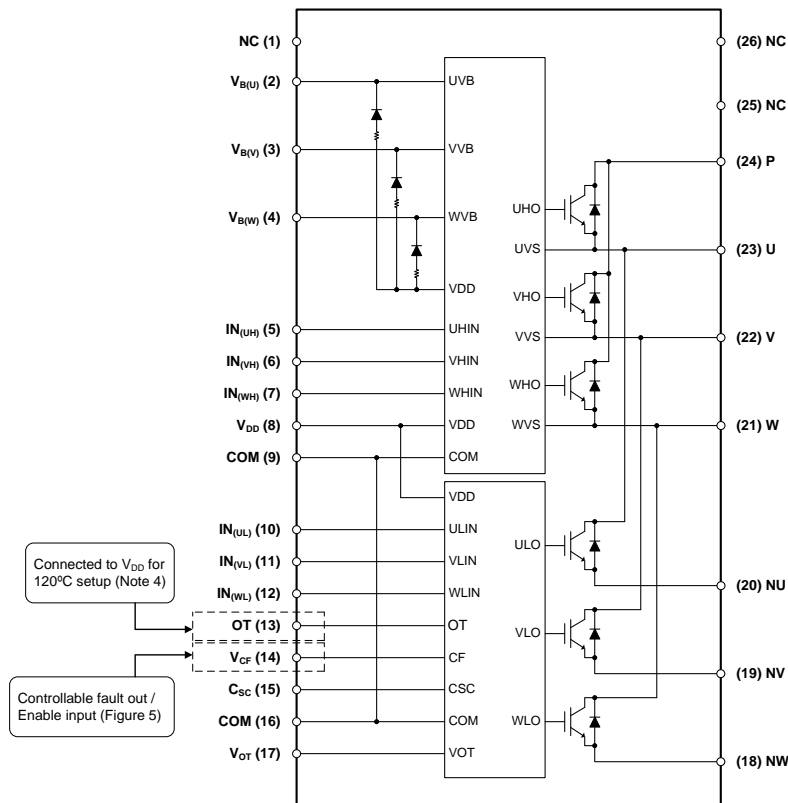 NC (1)
(26) NC
V_B(U) (2)
UVB
(25) NC
V_B(V) (3)
VVB
(24) P
V_B(W) (4)
WVB
UHO
UVS
(23) U
VDD
VHO
IN_(UH) (5)
UHIN
VVS
(22) V
IN_(VH) (6)
VHIN
IN_(WH) (7)
WHIN
WHO
V_DD (8)
VDD
WVS
(21) W
COM (9)
COM
VDD
IN_(UL) (10)
ULIN
ULO
IN_(VL) (11)
VLIN
(20) NU
IN_(WL) (12)
WLIN
Connected to V_DD for
120ºC setup (Note 4)
OT (13)
OT
VLO
V_CF (14)
CF
(19) NV
C_SC (15)
CSC
Controllable fault out /
Enable input (Figure 5)
COM (16)
COM
WLO
V_OT (17)
VOT
(18) NW